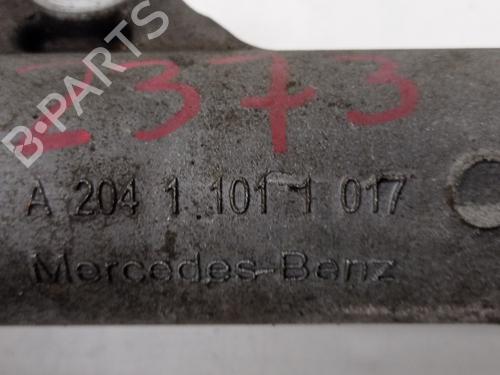 2373
A 204 1 101 1 017
Mercedes-Benz
B-PARTS